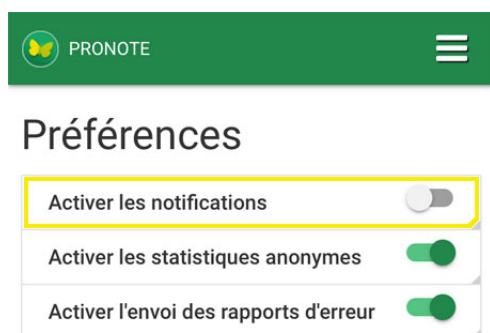 PRONOTE
Préférences
Activer les notifications
Activer les statistiques anonymes
Activer l'envoi des rapports d'erreur